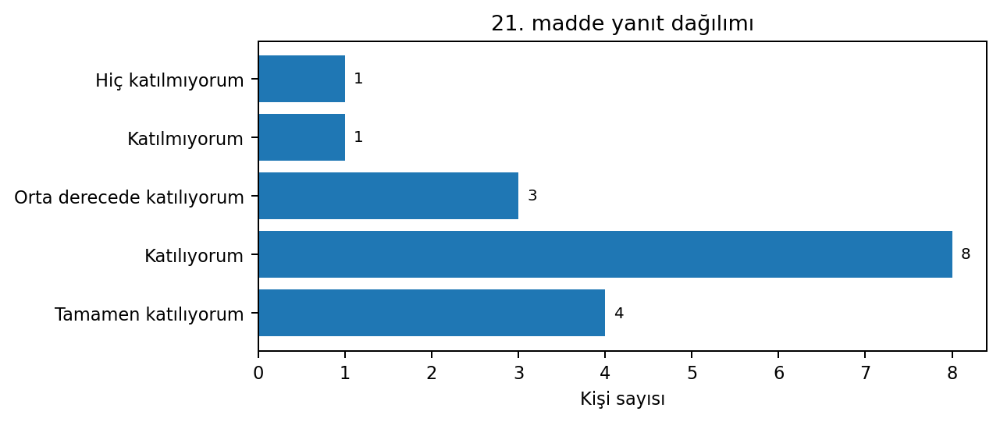 21. madde yanıt dağılımı
Hiç katılmıyorum 1
Katılmıyorum 1
Orta derecede katılıyorum 3
Katılıyorum 8
Tamamen katılıyorum 4
0 1 2 3 4 5 6 7 8
Kişi sayısı